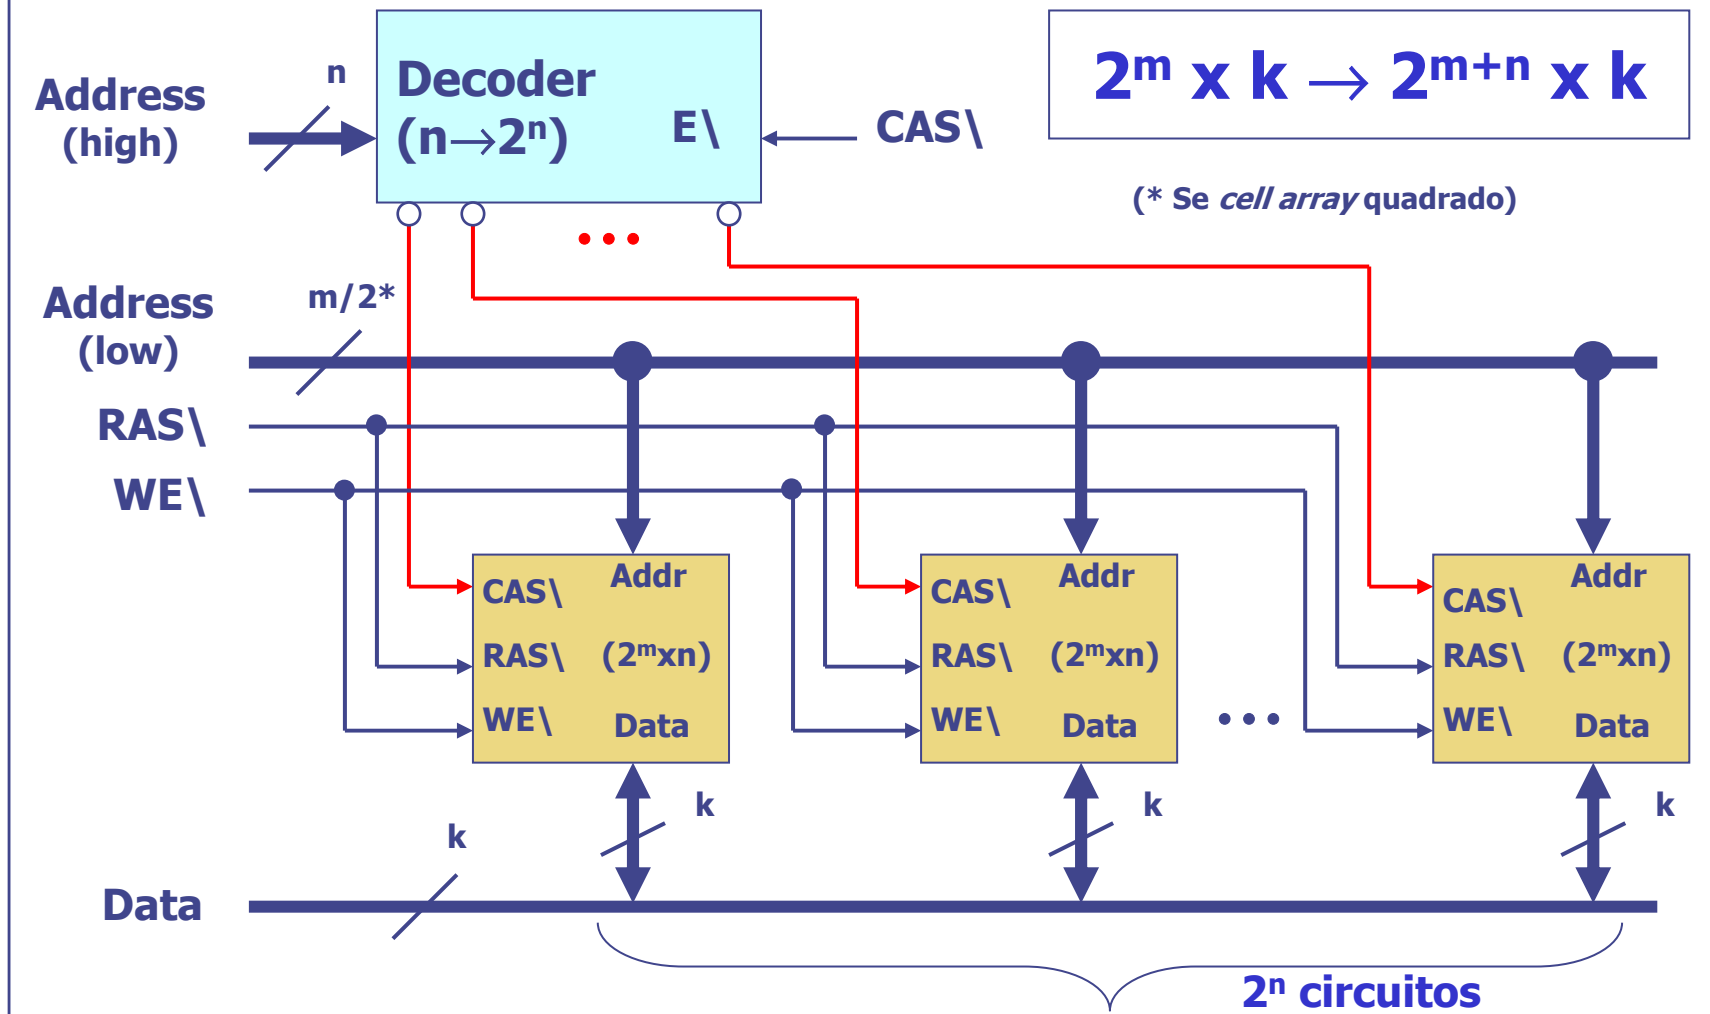 Address
(high)
n
Decoder
(n→2ⁿ)
E\
CAS\
2ᵐ x k → 2ᵐ⁺ⁿ x k
(* Se cell array quadrado)
• • •
Address
(low)
m/2*
RAS\
WE\
CAS\ Addr
RAS\ (2ᵐxn)
WE\ Data
CAS\ Addr
RAS\ (2ᵐxn)
WE\ Data
• • •
CAS\ Addr
RAS\ (2ᵐxn)
WE\ Data
k
k
k
k
Data
2ⁿ circuitos